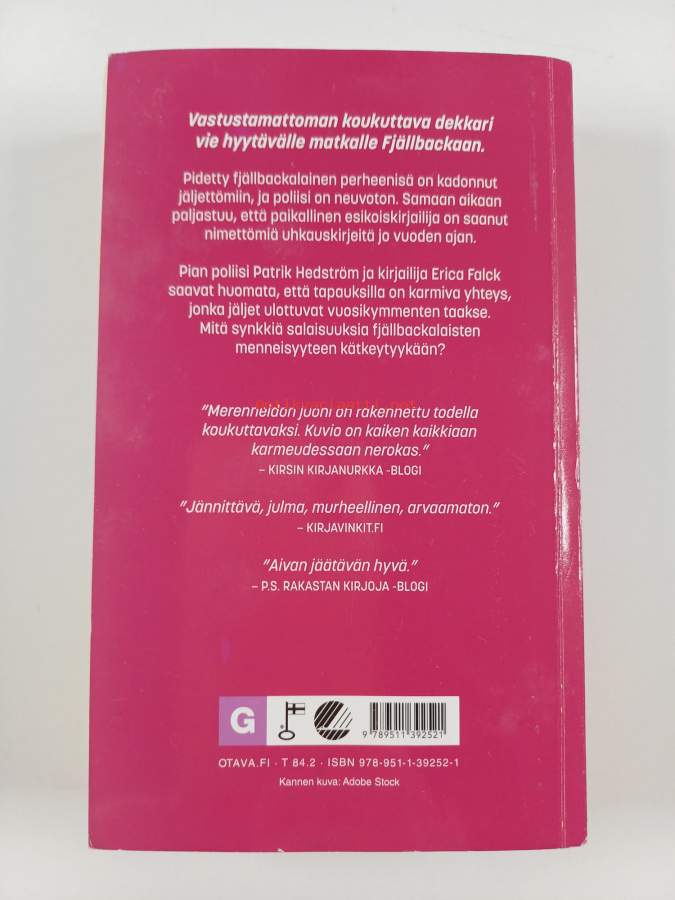 Vastustamattoman koukuttava dekkari
vie hyytävälle matkalle Fjällbackaan.
Pidetty fjällbackalainen perheenisä on kadonnut
jäljettömiin, ja poliisi on neuvoton. Samaan aikaan
paljastuu, että paikallinen esikoiskirjailija on saanut
nimettömiä uhkauskirjeitä jo vuoden ajan.
Pian poliisi Patrik Hedström ja kirjailija Erica Falck
saavat huomata, että tapauksilla on karmiva yhteys,
jonka jäljet ulottuvat vuosikymmenten taakse.
Mitä synkkiä salaisuuksia fjällbackalaisten
menneisyyteen kätkeytyykään?
antikvariaatti.net
"Merenneidon juoni on rakennettu todella
koukuttavaksi. Kuvio on kaiken kaikkiaan
karmeudessaan nerokas."
– KIRSIN KIRJANURKKA -BLOGI
"Jännittävä, julma, murheellinen, arvaamaton."
– KIRJAVINKIT.FI
"Aivan jäätävän hyvä."
– P.S. RAKASTAN KIRJOJA -BLOGI
G
9 789511 392521
OTAVA.FI · T 84.2 · ISBN 978-951-1-39252-1
Kannen kuva: Adobe Stock